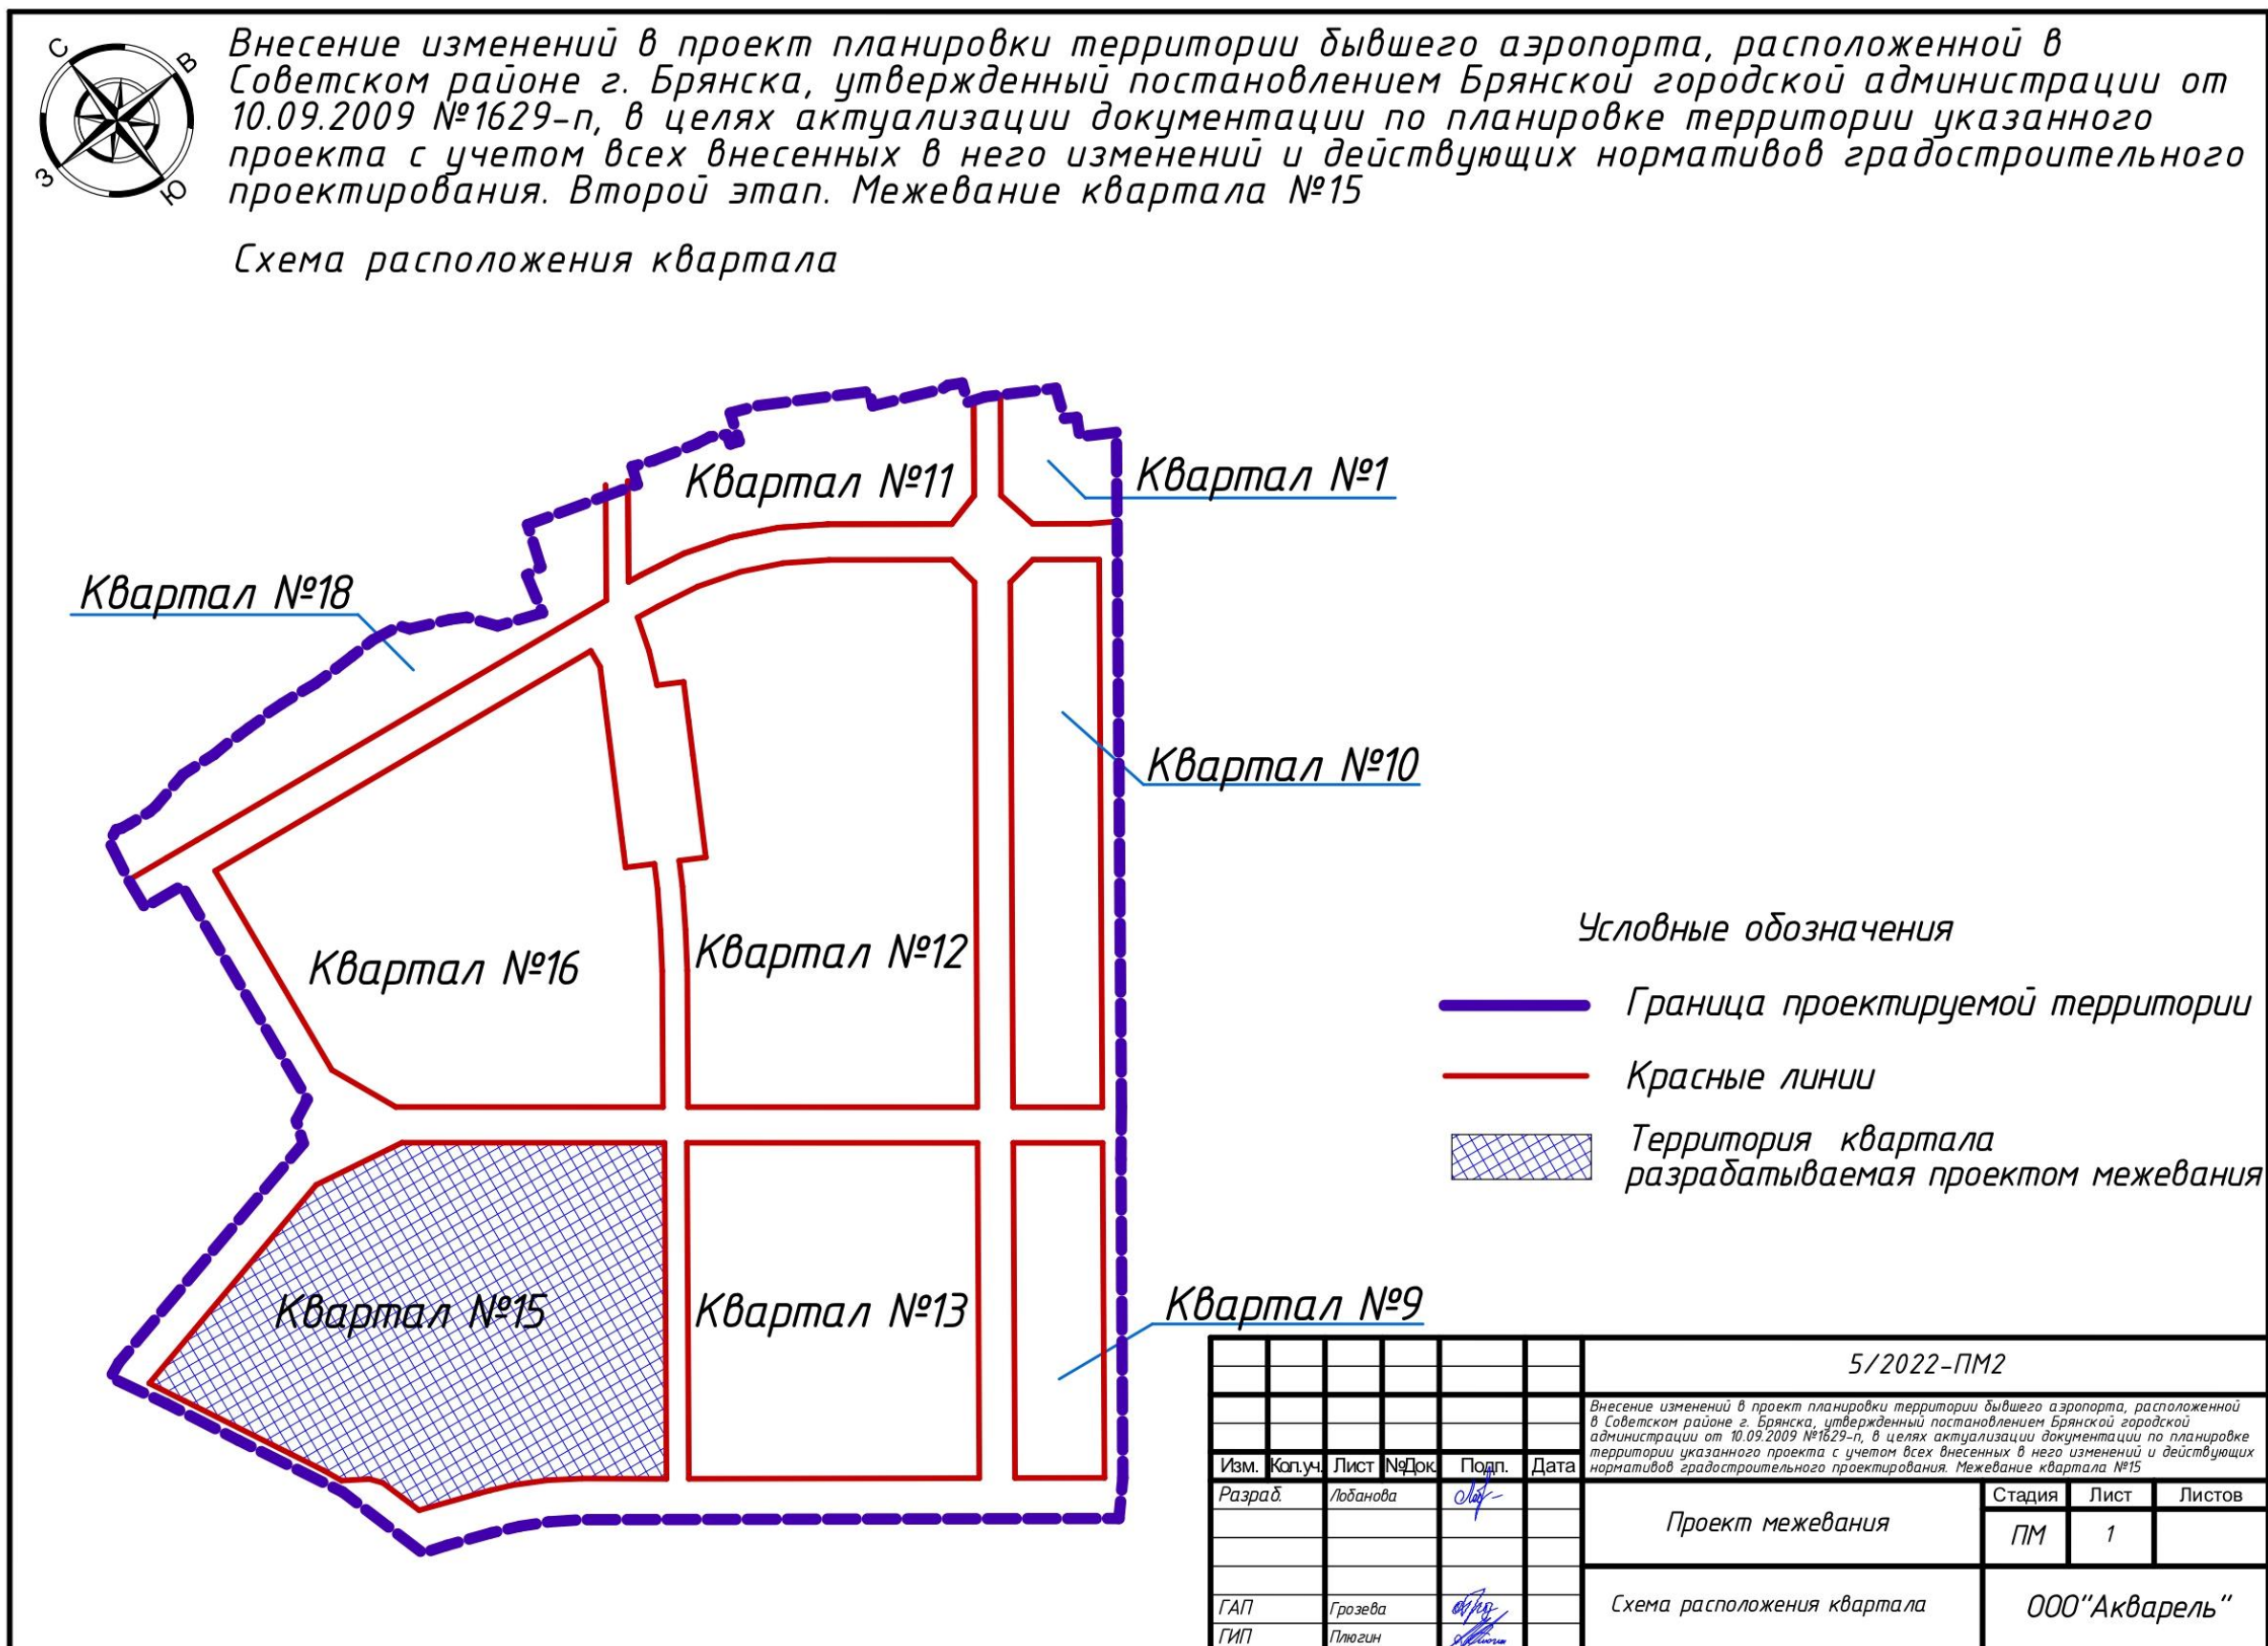 С
В
З
Ю
Внесение изменений в проект планировки территории бывшего аэропорта, расположенной в
Советском районе г. Брянска, утвержденный постановлением Брянской городской администрации от
10.09.2009 №1629-п, в целях актуализации документации по планировке территории указанного
проекта с учетом всех внесенных в него изменений и действующих нормативов градостроительного
проектирования. Второй этап. Межевание квартала №15
Схема расположения квартала
Квартал №11
Квартал №1
Квартал №18
Квартал №10
Квартал №16
Квартал №12
Условные обозначения
Граница проектируемой территории
Красные линии
Территория квартала
разрабатываемая проектом межевания
Квартал №15
Квартал №13
Квартал №9
5/2022-ПМ2
Внесение изменений в проект планировки территории бывшего аэропорта, расположенной
в Советском районе г. Брянска, утвержденный постановлением Брянской городской
администрации от 10.09.2009 №1629-п, в целях актуализации документации по планировке
территории указанного проекта с учетом всех внесенных в него изменений и действующих
нормативов градостроительного проектирования. Межевание квартала №15
Изм. Кол.уч. Лист №Док. Подп. Дата
Разраб. Лобанова
Проект межевания
Стадия Лист Листов
ПМ 1
ГАП Грозева
ГИП Плюгин
Схема расположения квартала
ООО"Акварель"